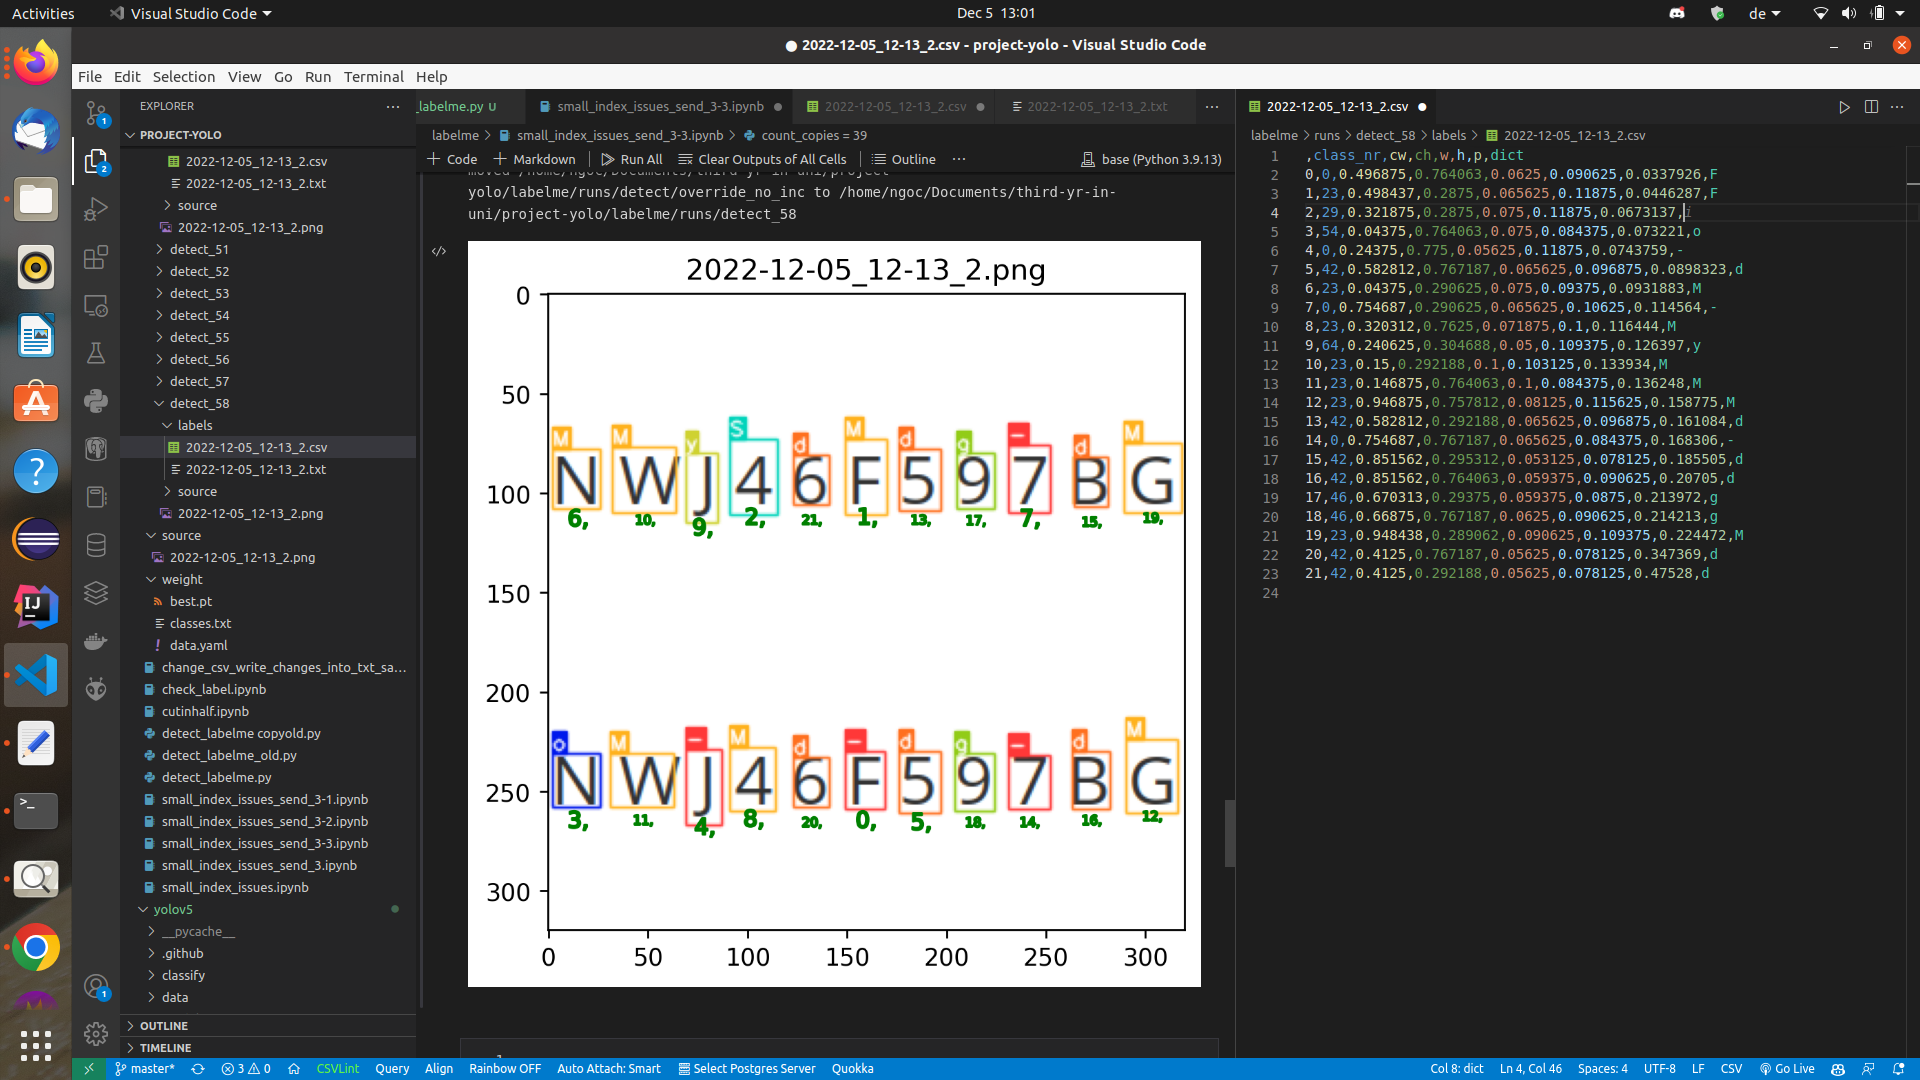 Activities
Visual Studio Code
Dec 5 13:01
de
● 2022-12-05_12-13_2.csv - project-yolo - Visual Studio Code
File Edit Selection View Go Run Terminal Help
EXPLORER
PROJECT-YOLO
2022-12-05_12-13_2.csv
2022-12-05_12-13_2.txt
source
2022-12-05_12-13_2.png
detect_51
detect_52
detect_53
detect_54
detect_55
detect_56
detect_57
detect_58
labels
2022-12-05_12-13_2.csv
2022-12-05_12-13_2.txt
source
2022-12-05_12-13_2.png
source
2022-12-05_12-13_2.png
weight
best.pt
classes.txt
data.yaml
change_csv_write_changes_into_txt_sa...
check_label.ipynb
cutinhalf.ipynb
detect_labelme copyold.py
detect_labelme_old.py
detect_labelme.py
small_index_issues_send_3-1.ipynb
small_index_issues_send_3-2.ipynb
small_index_issues_send_3-3.ipynb
small_index_issues_send_3.ipynb
small_index_issues.ipynb
yolov5
__pycache__
.github
classify
data
OUTLINE
TIMELINE
_labelme.py U
small_index_issues_send_3-3.ipynb
2022-12-05_12-13_2.csv
2022-12-05_12-13_2.txt
labelme > small_index_issues_send_3-3.ipynb > count_copies = 39
+ Code + Markdown Run All Clear Outputs of All Cells Outline ... base (Python 3.9.13)
moved /home/ngoc/Documents/third-yr-in-uni/project-
yolo/labelme/runs/detect/override_no_inc to /home/ngoc/Documents/third-yr-in-
uni/project-yolo/labelme/runs/detect_58
2022-12-05_12-13_2.png
0
50
100
150
200
250
300
0 50 100 150 200 250 300
M M y S d M d g - d M
N W J 4 6 F 5 9 7 B G
6, 10, 9, 2, 21, 1, 13, 17, 7, 15, 19,
o M - M d - d g - d M
N W J 4 6 F 5 9 7 B G
3, 11, 4, 8, 20, 0, 5, 18, 14, 16, 12,
1
2022-12-05_12-13_2.csv
labelme > runs > detect_58 > labels > 2022-12-05_12-13_2.csv
1 ,class_nr,cw,ch,w,h,p,dict
2 0,0,0.496875,0.764063,0.0625,0.090625,0.0337926,F
3 1,23,0.498437,0.2875,0.065625,0.11875,0.0446287,F
4 2,29,0.321875,0.2875,0.075,0.11875,0.0673137,i
5 3,54,0.04375,0.764063,0.075,0.084375,0.073221,o
6 4,0,0.24375,0.775,0.05625,0.11875,0.0743759,-
7 5,42,0.582812,0.767187,0.065625,0.096875,0.0898323,d
8 6,23,0.04375,0.290625,0.075,0.09375,0.0931883,M
9 7,0,0.754687,0.290625,0.065625,0.10625,0.114564,-
10 8,23,0.320312,0.7625,0.071875,0.1,0.116444,M
11 9,64,0.240625,0.304688,0.05,0.109375,0.126397,y
12 10,23,0.15,0.292188,0.1,0.103125,0.133934,M
13 11,23,0.146875,0.764063,0.1,0.084375,0.136248,M
14 12,23,0.946875,0.757812,0.08125,0.115625,0.158775,M
15 13,42,0.582812,0.292188,0.065625,0.096875,0.161084,d
16 14,0,0.754687,0.767187,0.065625,0.084375,0.168306,-
17 15,42,0.851562,0.295312,0.053125,0.078125,0.185505,d
18 16,42,0.851562,0.764063,0.059375,0.090625,0.20705,d
19 17,46,0.670313,0.29375,0.059375,0.0875,0.213972,g
20 18,46,0.66875,0.767187,0.0625,0.090625,0.214213,g
21 19,23,0.948438,0.289062,0.090625,0.109375,0.224472,M
22 20,42,0.4125,0.767187,0.05625,0.078125,0.347369,d
23 21,42,0.4125,0.292188,0.05625,0.078125,0.47528,d
24
master* 3 0 CSVLint Query Align Rainbow OFF Auto Attach: Smart Select Postgres Server Quokka Col 8: dict Ln 4, Col 46 Spaces: 4 UTF-8 LF CSV Go Live